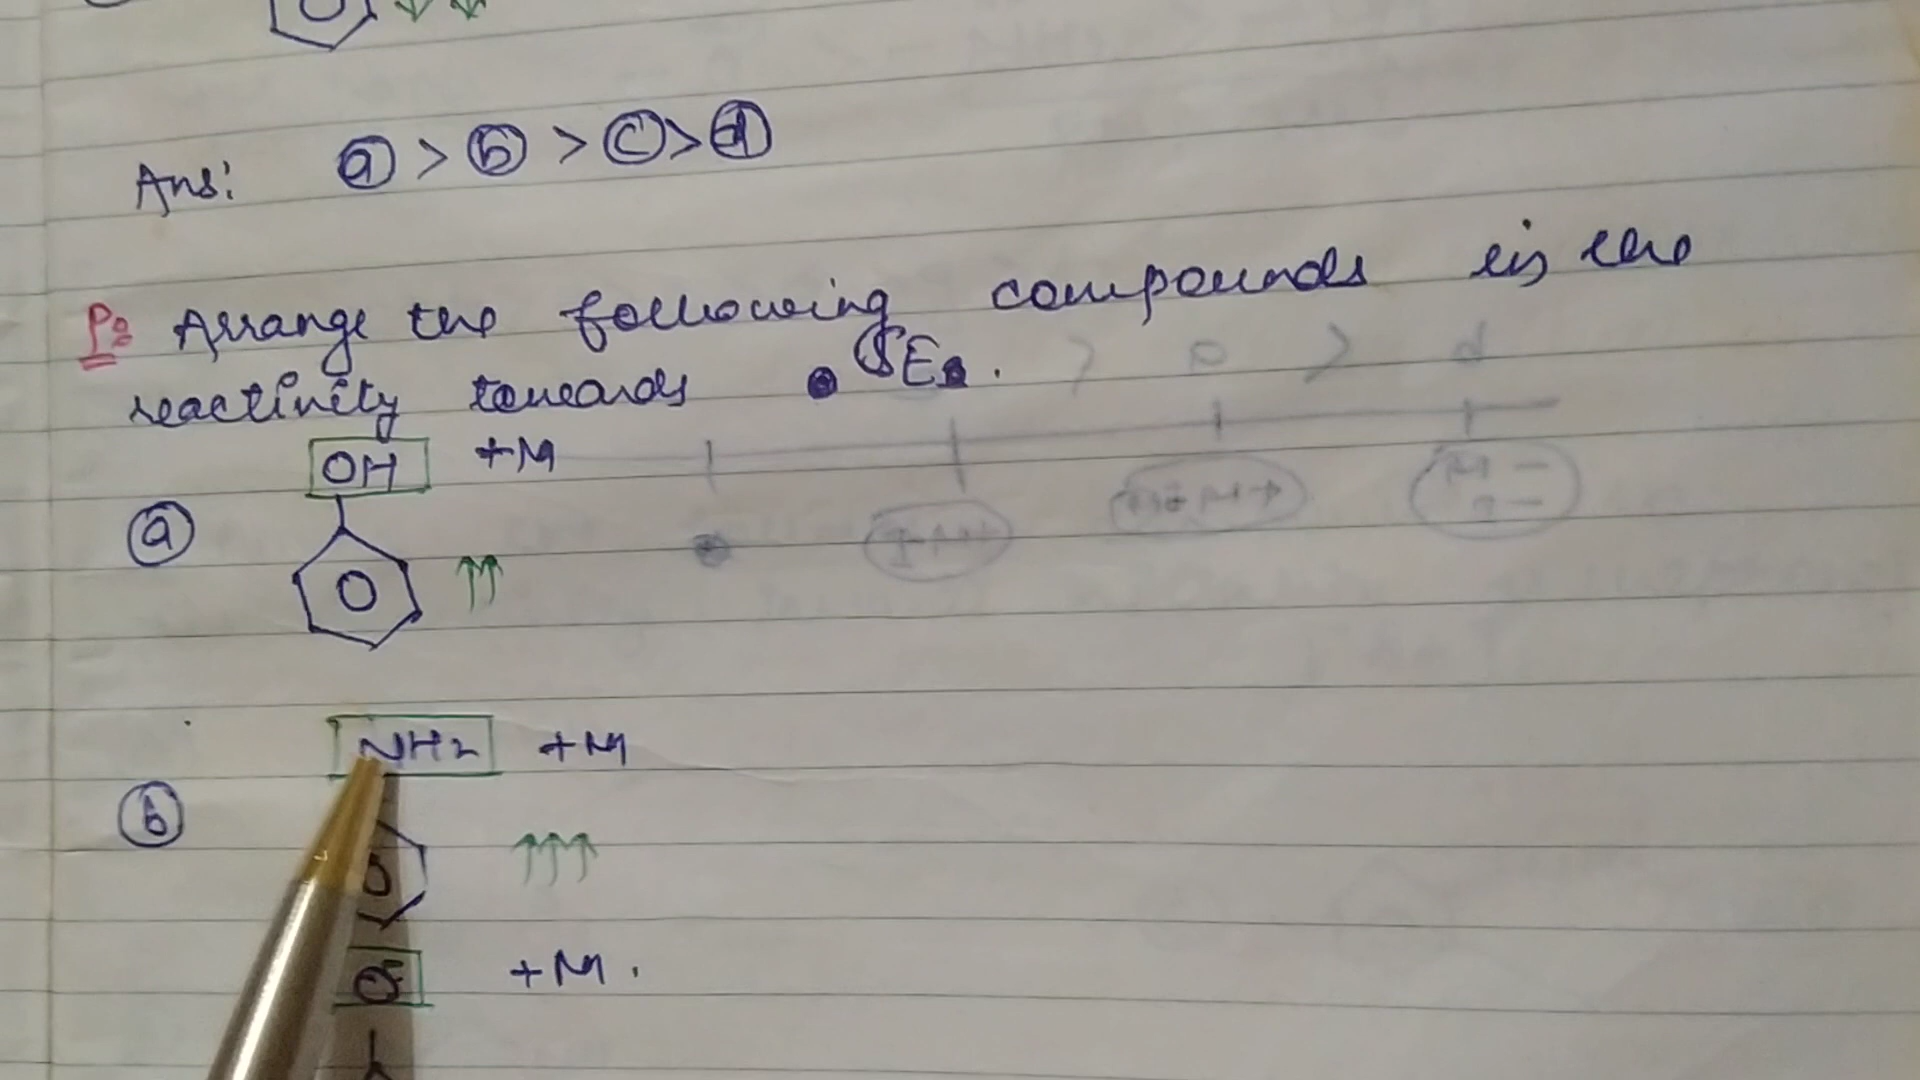 Ans: a > b > c > d
P: Arrange the following compounds in the
reactivity towards SE.
OH +M
a
NH2 +M
b
+M.